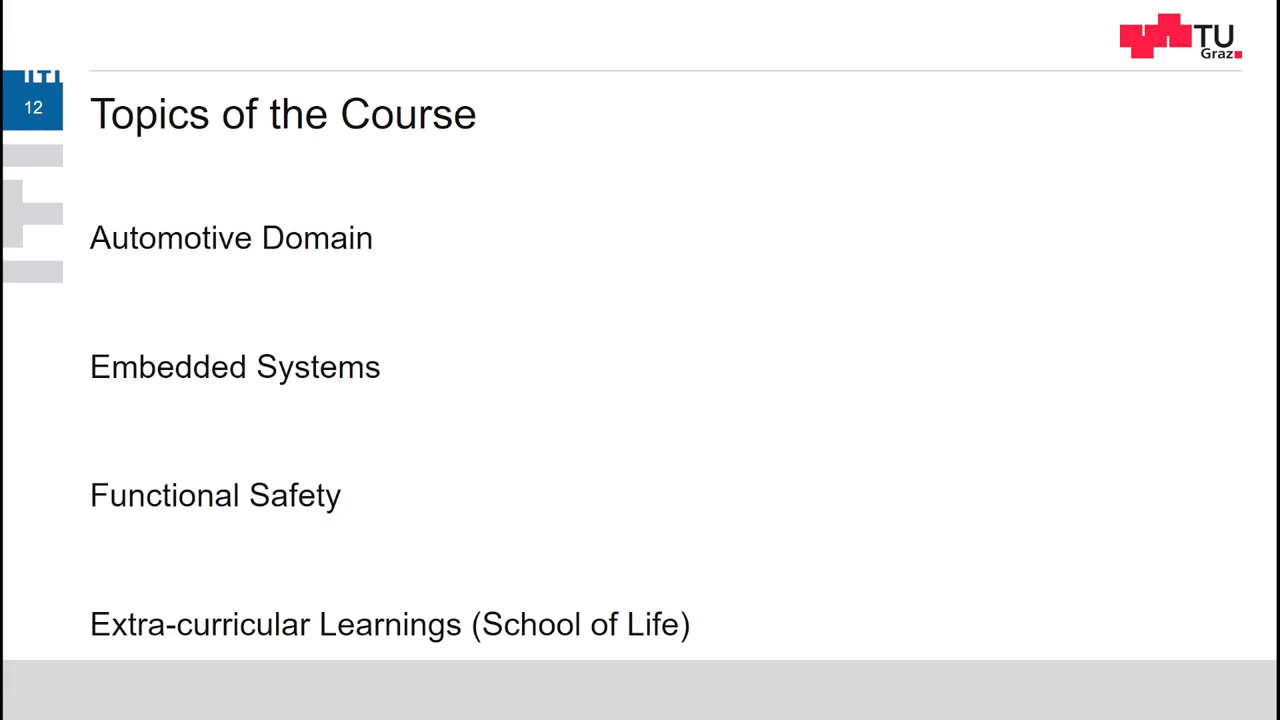 TU
Graz
12
Topics of the Course
Automotive Domain
Embedded Systems
Functional Safety
Extra-curricular Learnings (School of Life)